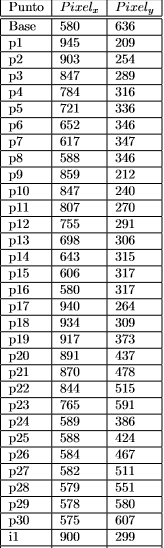 Punto Pixel_x Pixel_y
Base 580 636
p1 945 209
p2 903 254
p3 847 289
p4 784 316
p5 721 336
p6 652 346
p7 617 347
p8 588 346
p9 859 212
p10 847 240
p11 807 270
p12 755 291
p13 698 306
p14 643 315
p15 606 317
p16 580 317
p17 940 264
p18 934 309
p19 917 373
p20 891 437
p21 870 478
p22 844 515
p23 765 591
p24 589 386
p25 588 424
p26 584 467
p27 582 511
p28 579 551
p29 578 580
p30 575 607
i1 900 299